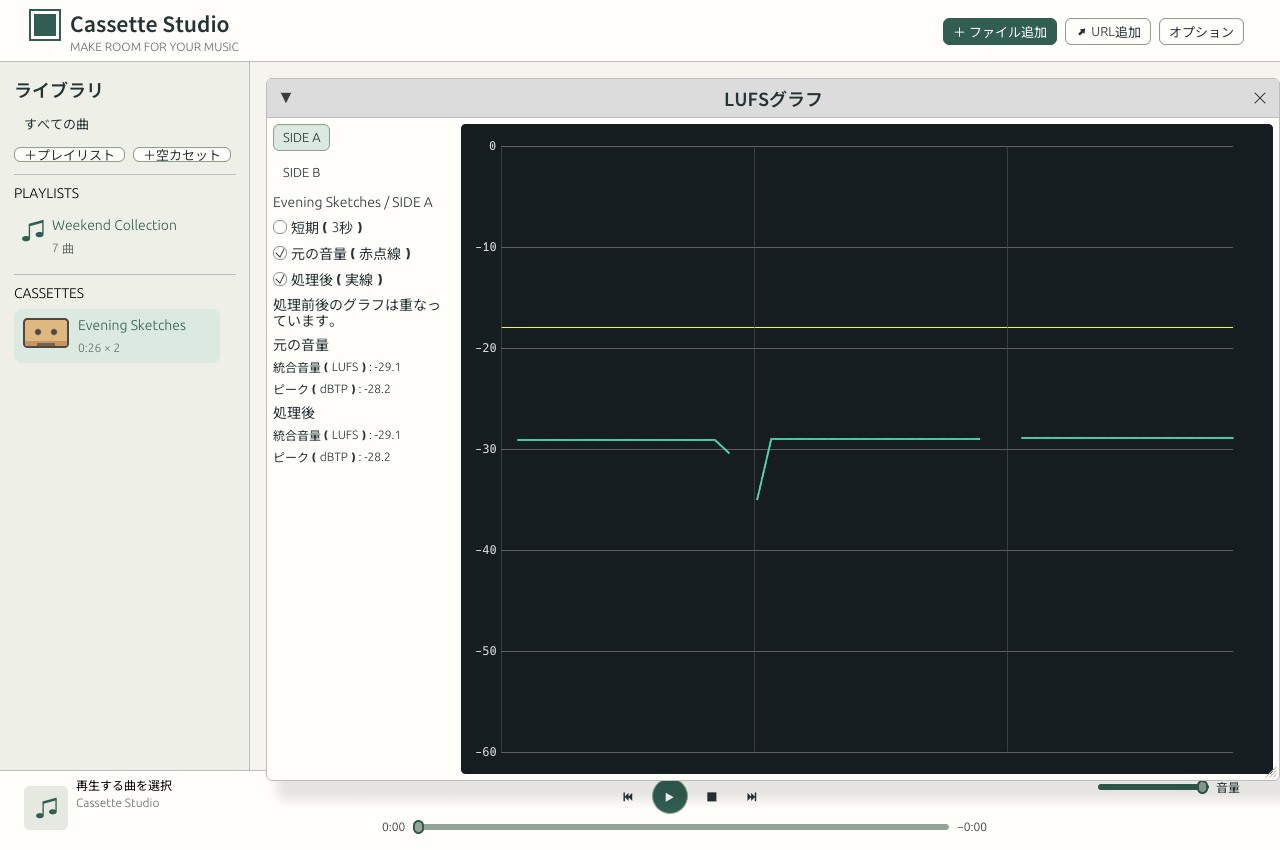 Cassette Studio
MAKE ROOM FOR YOUR MUSIC
＋ ファイル追加
URL追加
オプション
ライブラリ
すべての曲
＋プレイリスト
＋空カセット
PLAYLISTS
Weekend Collection
7 曲
CASSETTES
Evening Sketches
0:26 × 2
▼
LUFSグラフ
SIDE A
SIDE B
Evening Sketches / SIDE A
短期 ( 3秒 )
元の音量 ( 赤点線 )
処理後 ( 実線 )
処理前後のグラフは重なっ
ています。
元の音量
統合音量 ( LUFS ) : -29.1
ピーク ( dBTP ) : -28.2
処理後
統合音量 ( LUFS ) : -29.1
ピーク ( dBTP ) : -28.2
0
-10
-20
-30
-40
-50
-60
再生する曲を選択
Cassette Studio
音量
0:00
−0:00